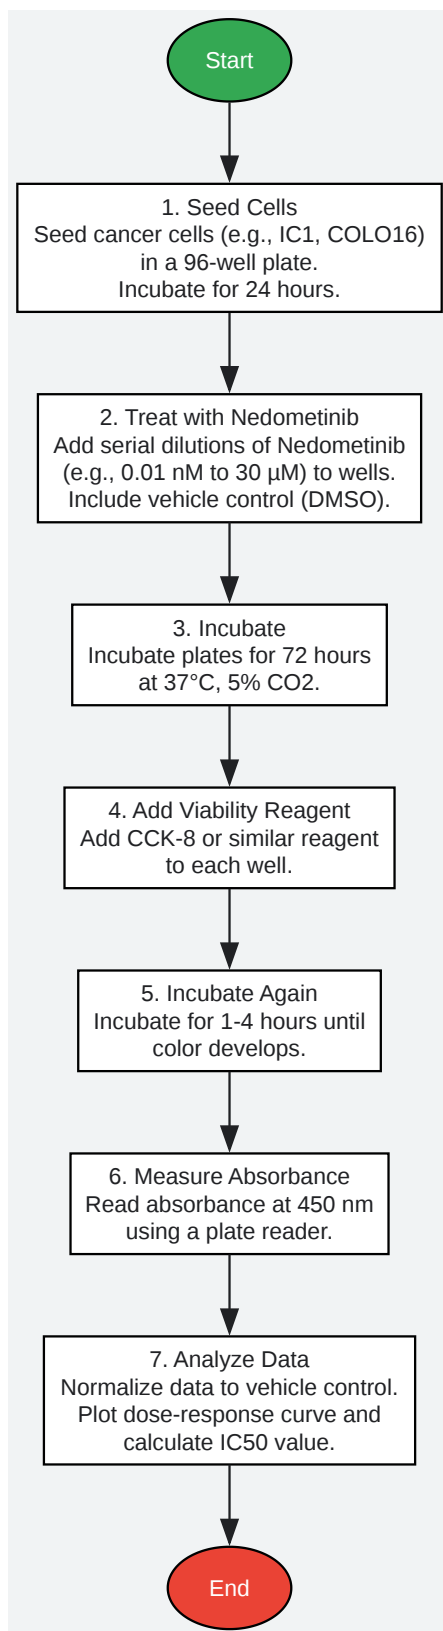 Start
1. Seed Cells
Seed cancer cells (e.g., IC1, COLO16)
in a 96-well plate.
Incubate for 24 hours.
2. Treat with Nedometinib
Add serial dilutions of Nedometinib
(e.g., 0.01 nM to 30 µM) to wells.
Include vehicle control (DMSO).
3. Incubate
Incubate plates for 72 hours
at 37°C, 5% CO2.
4. Add Viability Reagent
Add CCK-8 or similar reagent
to each well.
5. Incubate Again
Incubate for 1-4 hours until
color develops.
6. Measure Absorbance
Read absorbance at 450 nm
using a plate reader.
7. Analyze Data
Normalize data to vehicle control.
Plot dose-response curve and
calculate IC50 value.
End